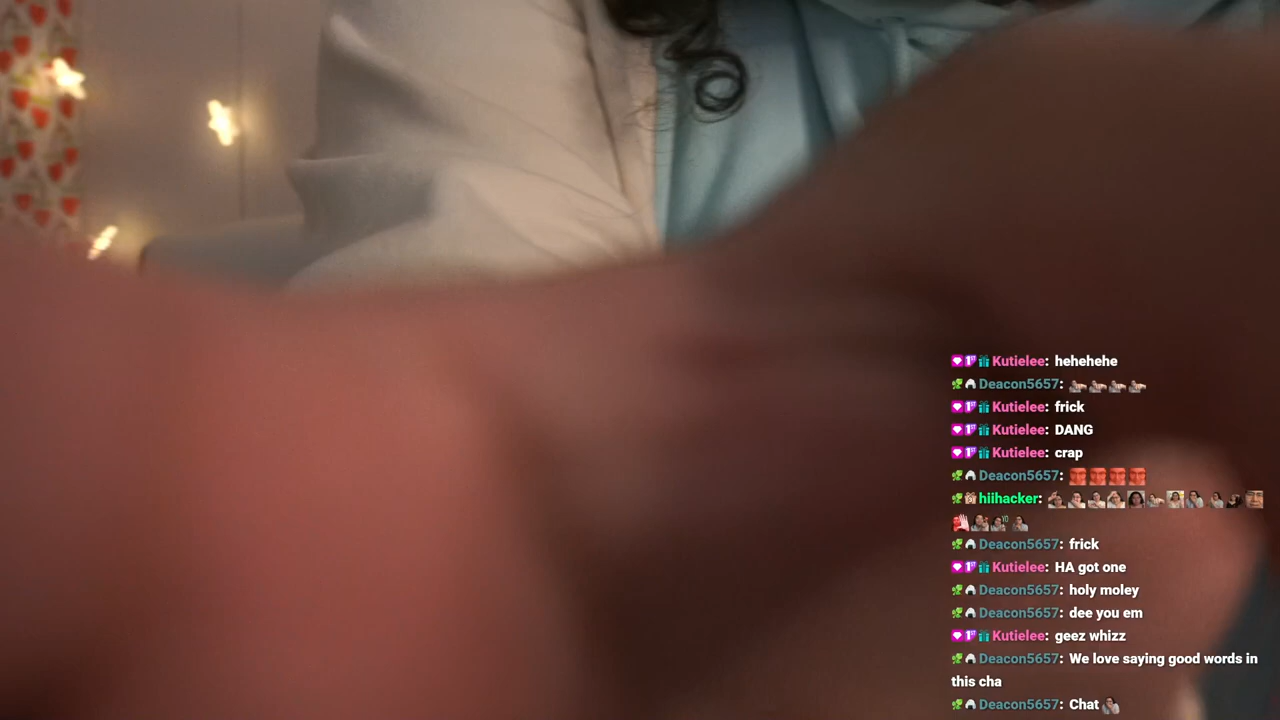 Kutielee: hehehehe
Deacon5657:
Kutielee: frick
Kutielee: DANG
Kutielee: crap
Deacon5657:
hiihacker:
Deacon5657: frick
Kutielee: HA got one
Deacon5657: holy moley
Deacon5657: dee you em
Kutielee: geez whizz
Deacon5657: We love saying good words in
this cha
Deacon5657: Chat